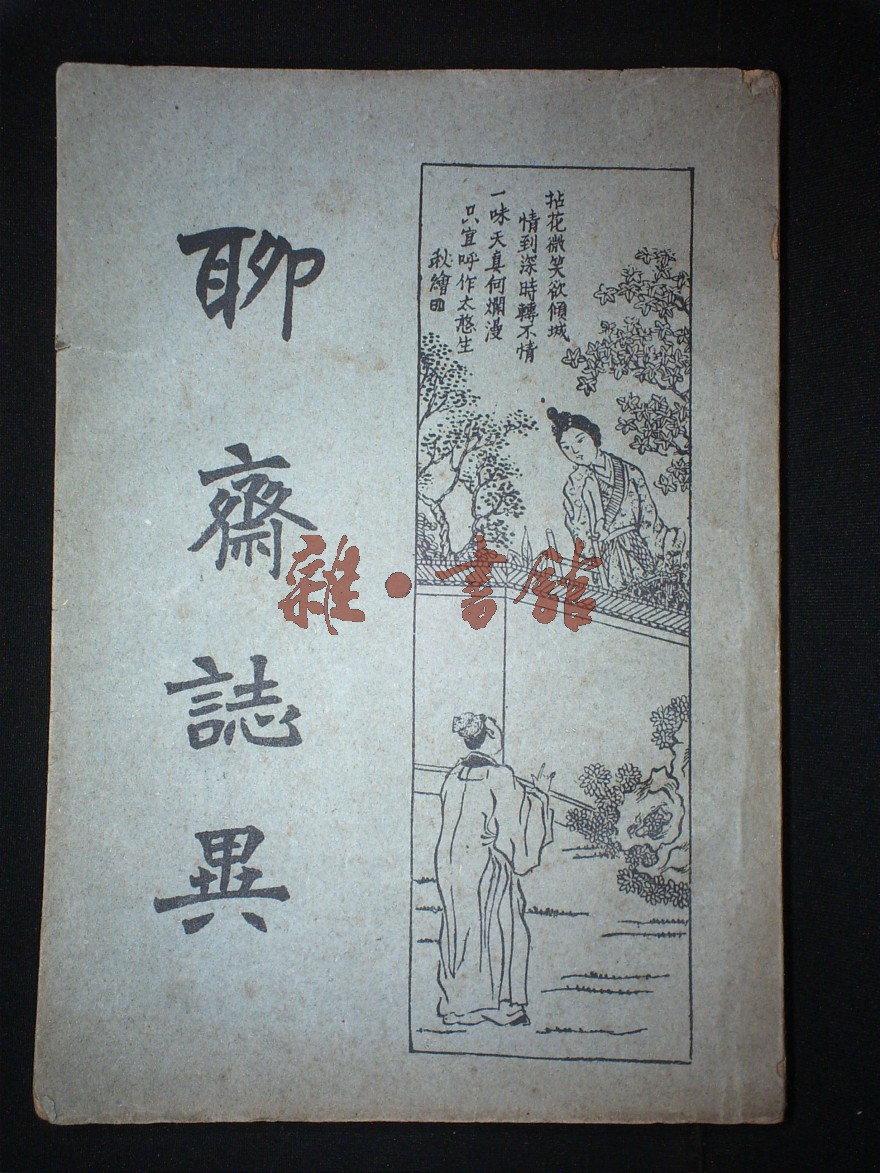 聊齋誌異
拈花微笑欲傾城
情到深時轉不情
一味天真何爛漫
只宜呼作太憨生
秋繪
雜·書館